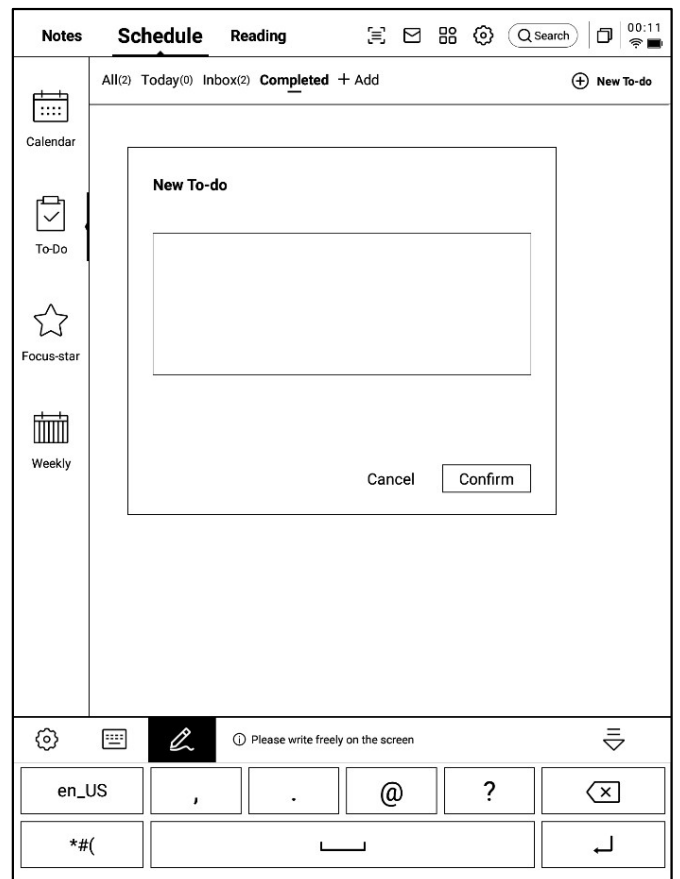 Notes Schedule Reading Search 00:11
All(2) Today(0) Inbox(2) Completed + Add New To-do
Calendar
New To-do
To-Do
Focus-star
Weekly
Cancel Confirm
Please write freely on the screen
en_US , . @ ?
*#(